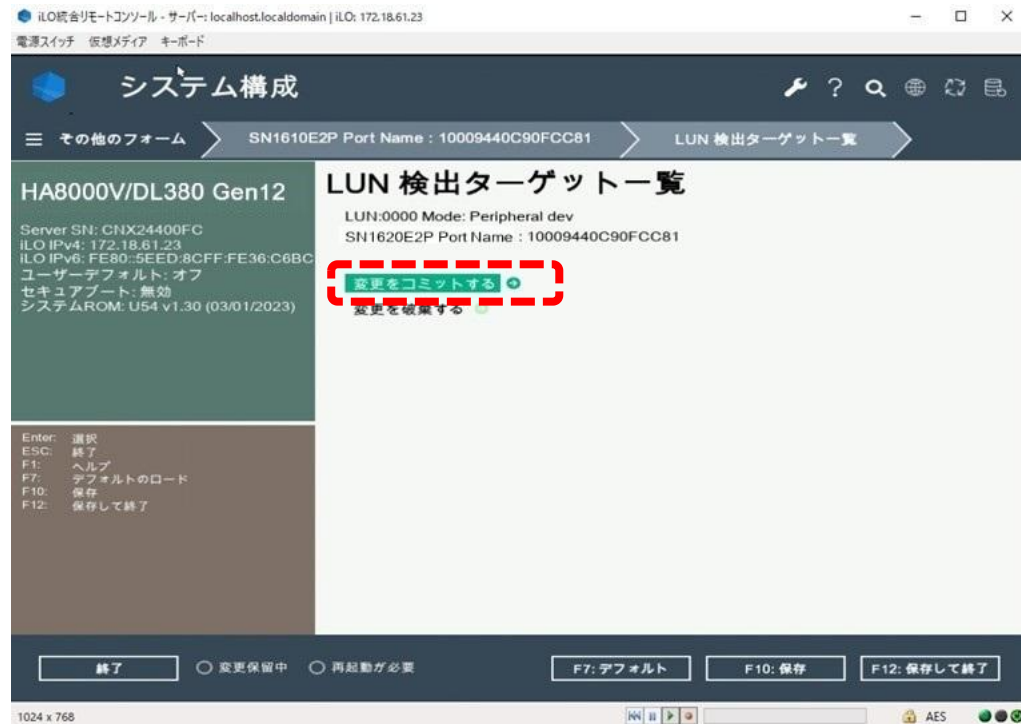 iLO統合リモートコンソール - サーバー: localhost.localdomain | iLO: 172.18.61.23
電源スイッチ 仮想メディア キーボード
システム構成
?
その他のフォーム
SN1610E2P Port Name : 10009440C90FCC81
LUN 検出ターゲット一覧
HA8000V/DL380 Gen12
Server SN: CNX24400FC
iLO IPv4: 172.18.61.23
iLO IPv6: FE80::5EED:8CFF:FE36:C6BC
ユーザーデフォルト: オフ
セキュアブート: 無効
システムROM: U54 v1.30 (03/01/2023)
LUN 検出ターゲット一覧
LUN:0000 Mode: Peripheral dev
SN1620E2P Port Name : 10009440C90FCC81
変更をコミットする
変更を破棄する
Enter: 選択
ESC: 終了
F1: ヘルプ
F7: デフォルトのロード
F10: 保存
F12: 保存して終了
終了
変更保留中
再起動が必要
F7: デフォルト
F10: 保存
F12: 保存して終了
1024 x 768
AES